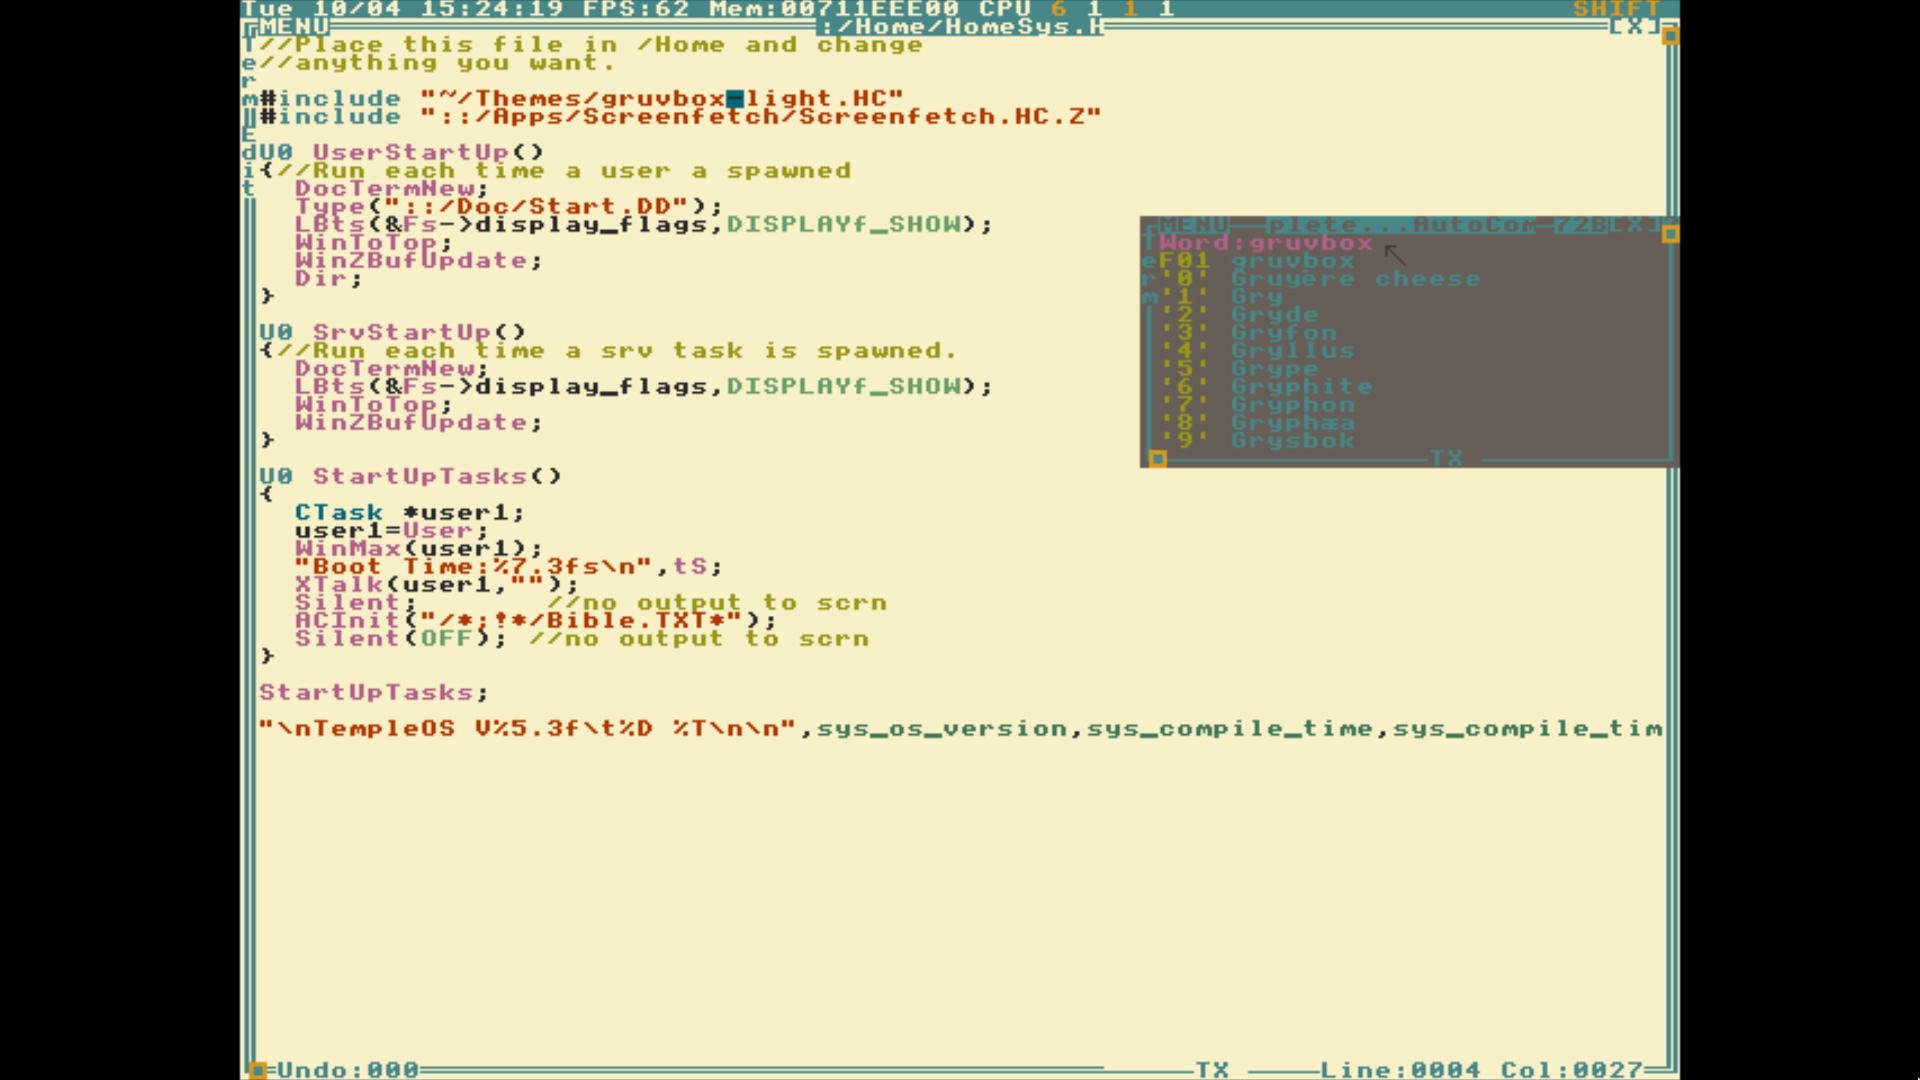 Tue 10/04 15:24:19 FPS:62 Mem:00711EEE00 CPU 6 1 1 1 SHIFT
MENU :/Home/HomeSys.H [X]
Term Edit
//Place this file in /Home and change
//anything you want.
#include "~/Themes/gruvbox-light.HC"
#include "::/Apps/Screenfetch/Screenfetch.HC.Z"
U0 UserStartUp()
{//Run each time a user a spawned
DocTermNew;
Type("::/Doc/Start.DD");
LBts(&Fs->display_flags,DISPLAYf_SHOW);
WinToTop;
WinZBufUpdate;
Dir;
}
U0 SrvStartUp()
{//Run each time a srv task is spawned.
DocTermNew;
LBts(&Fs->display_flags,DISPLAYf_SHOW);
WinToTop;
WinZBufUpdate;
}
U0 StartUpTasks()
{
CTask *user1;
user1=User;
WinMax(user1);
"Boot Time:%7.3fs\n",tS;
XTalk(user1,"");
Silent; //no output to scrn
ACInit("/*;!*/Bible.TXT*");
Silent(OFF); //no output to scrn
}
StartUpTasks;
"\nTempleOS V%5.3f\t%D %T\n\n",sys_os_version,sys_compile_time,sys_compile_tim
MENU plete...AutoCom 72B[X]
Term
Word:gruvbox
F01 gruvbox
'0' Gruyère cheese
'1' Gry
'2' Gryde
'3' Gryfon
'4' Gryllus
'5' Grype
'6' Gryphite
'7' Gryphon
'8' Gryphæa
'9' Grysbok
TX
Undo:000 TX Line:0004 Col:0027